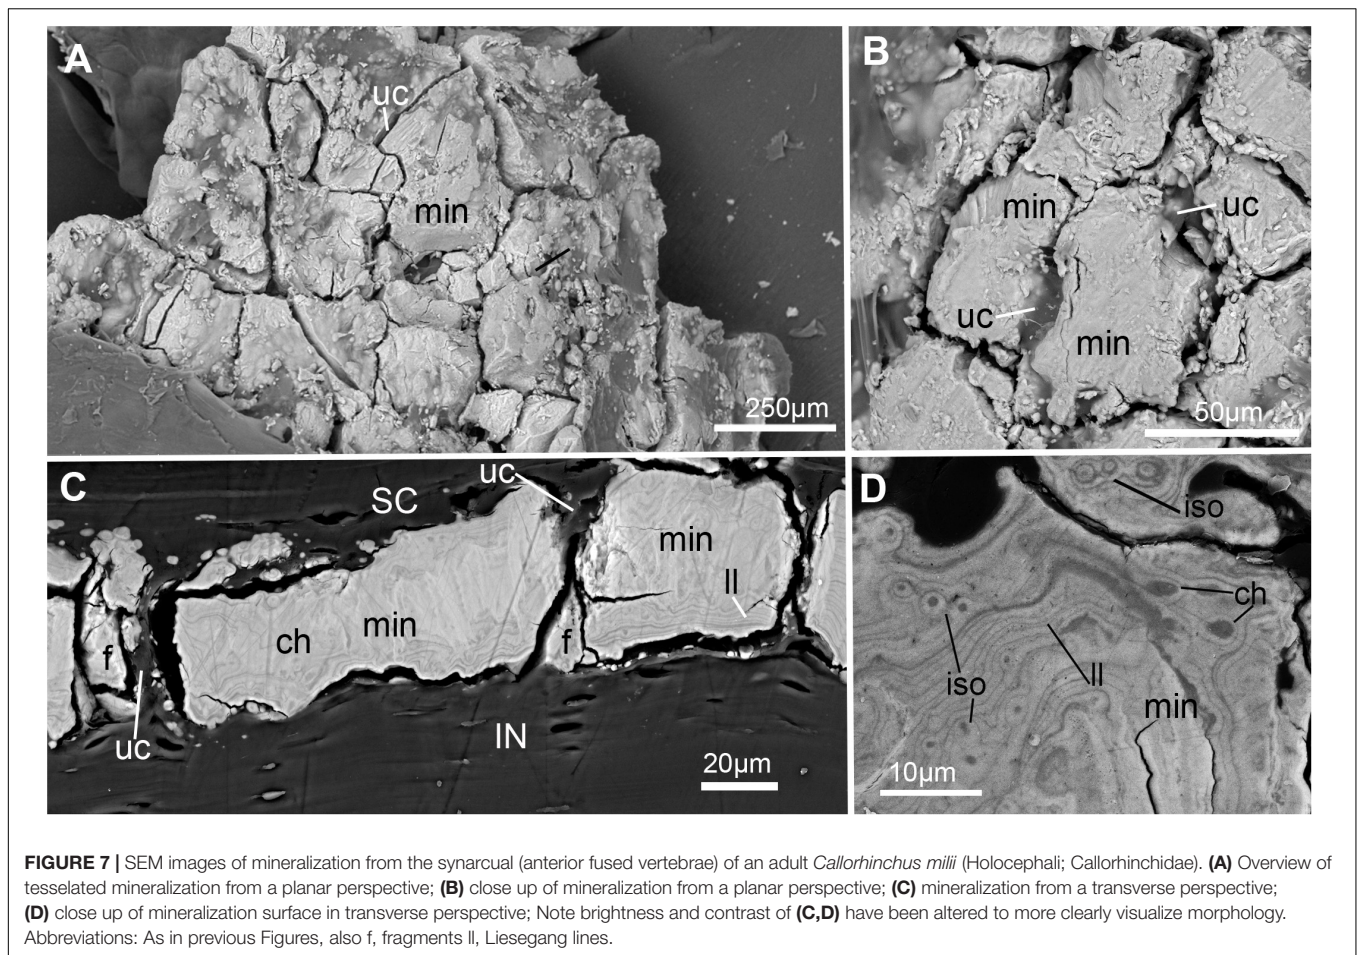 A
uc
min
250µm
B
min
uc
uc
min
50µm
C
SC
uc
min
ll
ch
min
f
f
uc
IN
20µm
D
iso
ch
iso
ll
min
10µm
FIGURE 7 | SEM images of mineralization from the synarcual (anterior fused vertebrae) of an adult Callorhinchus milii (Holocephali; Callorhinchidae). (A) Overview of
tesselated mineralization from a planar perspective; (B) close up of mineralization from a planar perspective; (C) mineralization from a transverse perspective;
(D) close up of mineralization surface in transverse perspective; Note brightness and contrast of (C,D) have been altered to more clearly visualize morphology.
Abbreviations: As in previous Figures, also f, fragments ll, Liesegang lines.